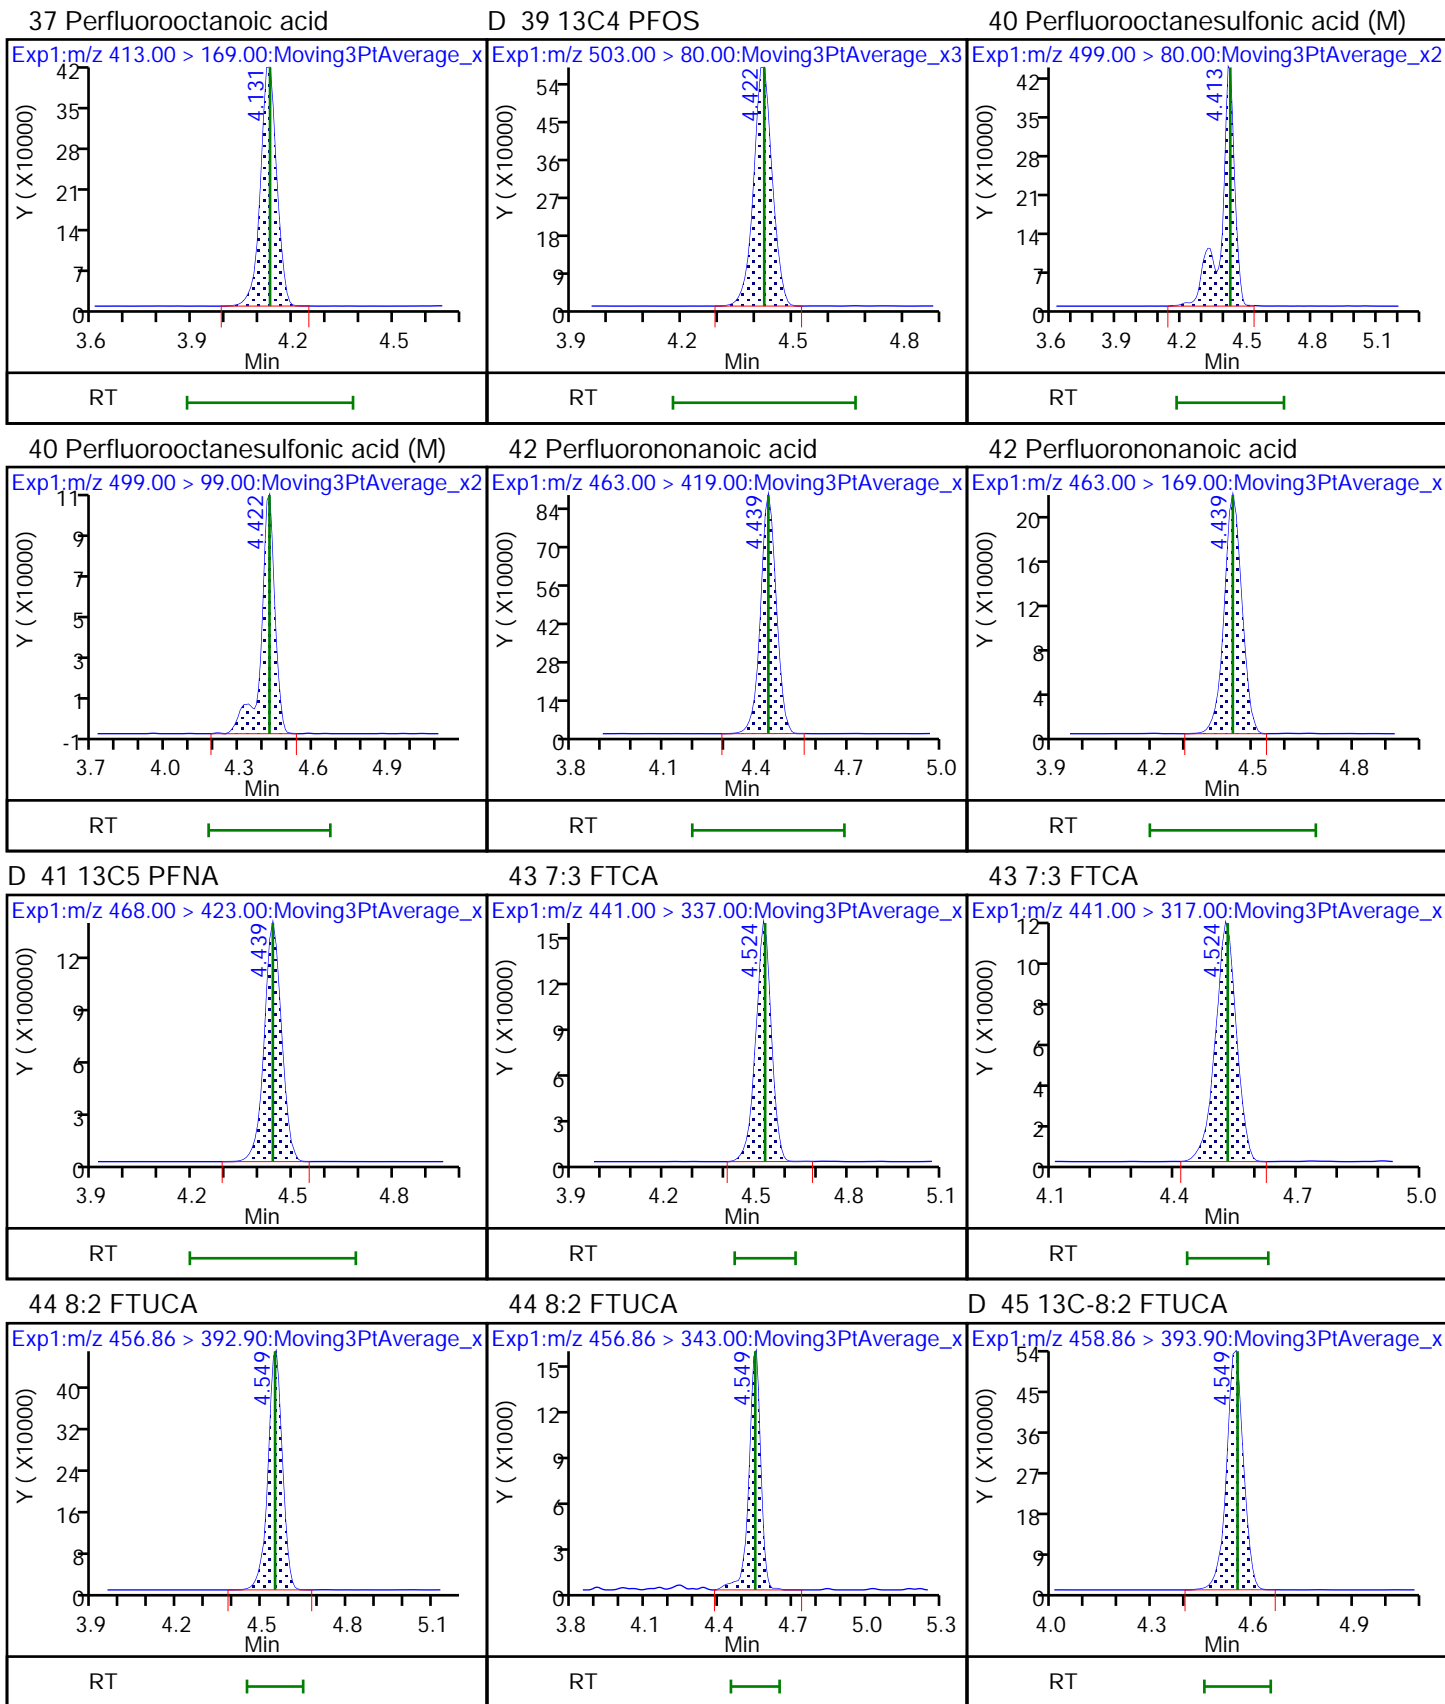 37 Perfluorooctanoic acid
Exp1:m/z 413.00 > 169.00:Moving3PtAverage_x
Y ( X10000)
42
35
28
21
14
7
0
4.131
3.6 3.9 4.2 4.5
Min
RT
D 39 13C4 PFOS
Exp1:m/z 503.00 > 80.00:Moving3PtAverage_x3
Y ( X10000)
54
45
36
27
18
9
0
4.422
3.9 4.2 4.5 4.8
Min
RT
40 Perfluorooctanesulfonic acid (M)
Exp1:m/z 499.00 > 80.00:Moving3PtAverage_x2
Y ( X10000)
42
35
28
21
14
7
0
4.413
3.6 3.9 4.2 4.5 4.8 5.1
Min
RT
40 Perfluorooctanesulfonic acid (M)
Exp1:m/z 499.00 > 99.00:Moving3PtAverage_x2
Y ( X10000)
11
9
7
5
3
1
-1
4.422
3.7 4.0 4.3 4.6 4.9
Min
RT
42 Perfluorononanoic acid
Exp1:m/z 463.00 > 419.00:Moving3PtAverage_x
Y ( X10000)
84
70
56
42
28
14
0
4.439
3.8 4.1 4.4 4.7 5.0
Min
RT
42 Perfluorononanoic acid
Exp1:m/z 463.00 > 169.00:Moving3PtAverage_x
Y ( X10000)
20
16
12
8
4
0
4.439
3.9 4.2 4.5 4.8
Min
RT
D 41 13C5 PFNA
Exp1:m/z 468.00 > 423.00:Moving3PtAverage_x
Y ( X100000)
12
9
6
3
0
4.439
3.9 4.2 4.5 4.8
Min
RT
43 7:3 FTCA
Exp1:m/z 441.00 > 337.00:Moving3PtAverage_x
Y ( X10000)
15
12
9
6
3
0
4.524
3.9 4.2 4.5 4.8 5.1
Min
RT
43 7:3 FTCA
Exp1:m/z 441.00 > 317.00:Moving3PtAverage_x
Y ( X10000)
12
10
8
6
4
2
0
4.524
4.1 4.4 4.7 5.0
Min
RT
44 8:2 FTUCA
Exp1:m/z 456.86 > 392.90:Moving3PtAverage_x
Y ( X10000)
40
32
24
16
8
0
4.549
3.9 4.2 4.5 4.8 5.1
Min
RT
44 8:2 FTUCA
Exp1:m/z 456.86 > 343.00:Moving3PtAverage_x
Y ( X1000)
15
12
9
6
3
0
4.549
3.8 4.1 4.4 4.7 5.0 5.3
Min
RT
D 45 13C-8:2 FTUCA
Exp1:m/z 458.86 > 393.90:Moving3PtAverage_x
Y ( X10000)
54
45
36
27
18
9
0
4.549
4.0 4.3 4.6 4.9
Min
RT